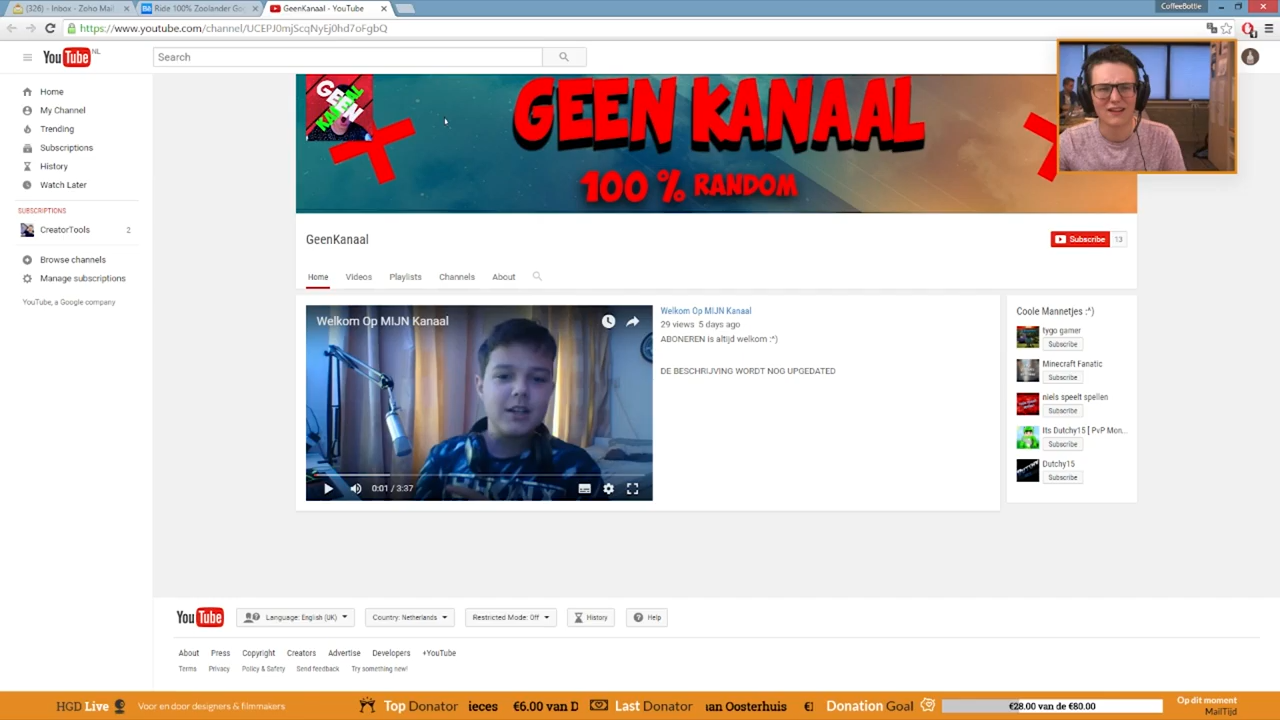 (326) - Inbox - Zoho Mail
Ride 100% Zoolander Go
GeenKanaal - YouTube
CoffeeBottle
https://www.youtube.com/channel/UCEPJ0mjScqNyEj0hd7oFgbQ
YouTube NL
Search
Home
My Channel
Trending
Subscriptions
History
Watch Later
SUBSCRIPTIONS
CreatorTools 2
Browse channels
Manage subscriptions
YouTube, a Google company
GEEN KANAAL
GEEN KANAAL
100 % RANDOM
GeenKanaal
Subscribe 13
Home Videos Playlists Channels About
Welkom Op MIJN Kanaal
0:01 / 3:37
Welkom Op MIJN Kanaal
29 views 5 days ago
ABONEREN is altijd welkom :^)
DE BESCHRIJVING WORDT NOG UPGEDATED
Coole Mannetjes :^)
tygo gamer
Subscribe
Minecraft Fanatic
Subscribe
niels speelt spellen
Subscribe
Its Dutchy15 [ PvP Mon...
Subscribe
Dutchy15
Subscribe
YouTube
Language: English (UK)
Country: Netherlands
Restricted Mode: Off
History
Help
About Press Copyright Creators Advertise Developers +YouTube
Terms Privacy Policy & Safety Send feedback Try something new!
HGD Live Voor en door designers & filmmakers Top Donator ieces €6.00 van D Last Donator aan Oosterhuis Donation Goal €28.00 van de €80.00 Op dit moment
MailTijd